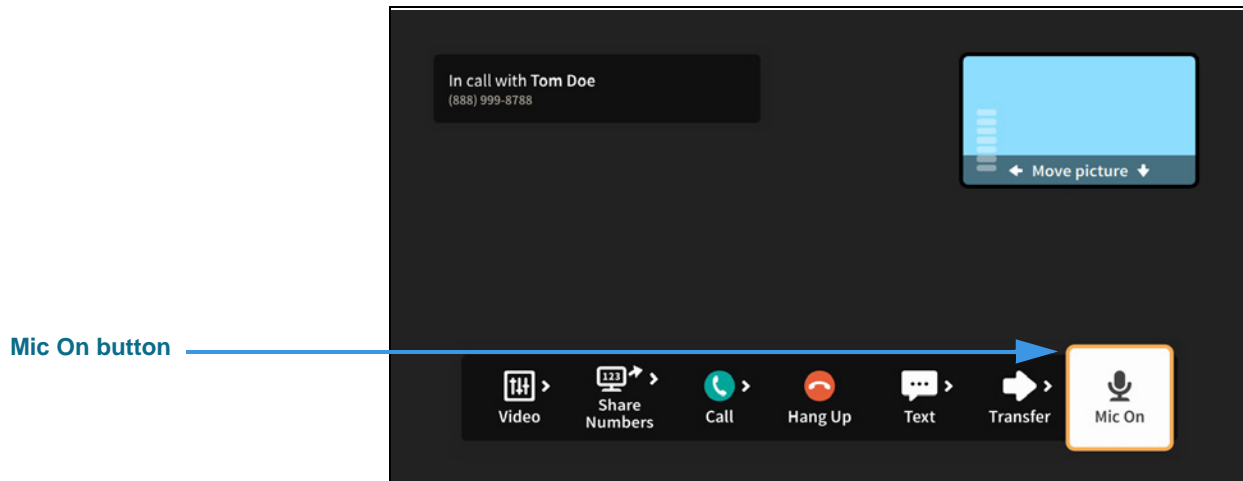 In call with Tom Doe
(888) 999-8788
Move picture
Mic On button
123
Video
Share
Numbers
Call
Hang Up
Text
Transfer
Mic On